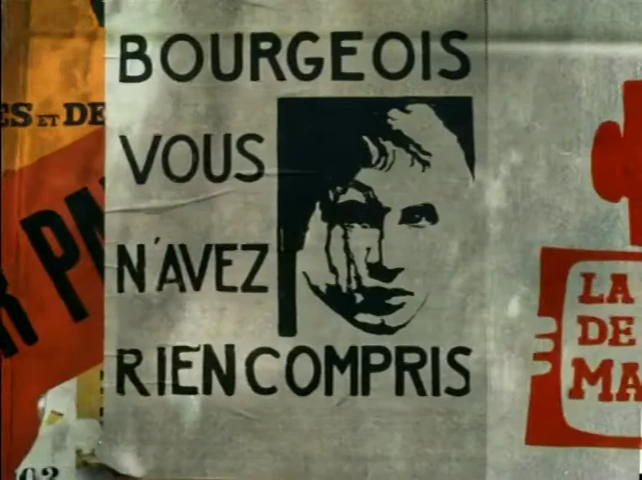 BOURGEOIS
VOUS
N'AVEZ
RIEN COMPRIS
ES ET DE
LA
DE
MA